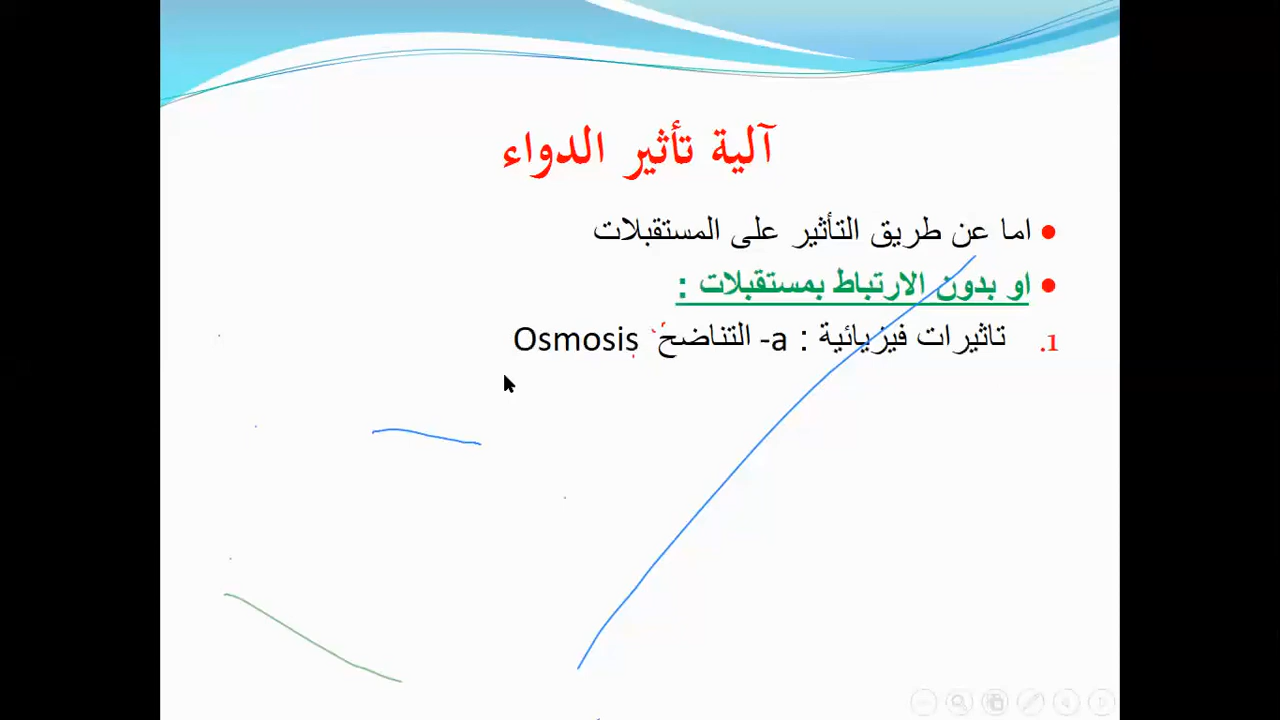 آلية تأثير الدواء
• اما عن طريق التأثير على المستقبلات
• او بدون الارتباط بمستقبلات :
1. تاثيرات فيزيائية : a- التناضح Osmosis